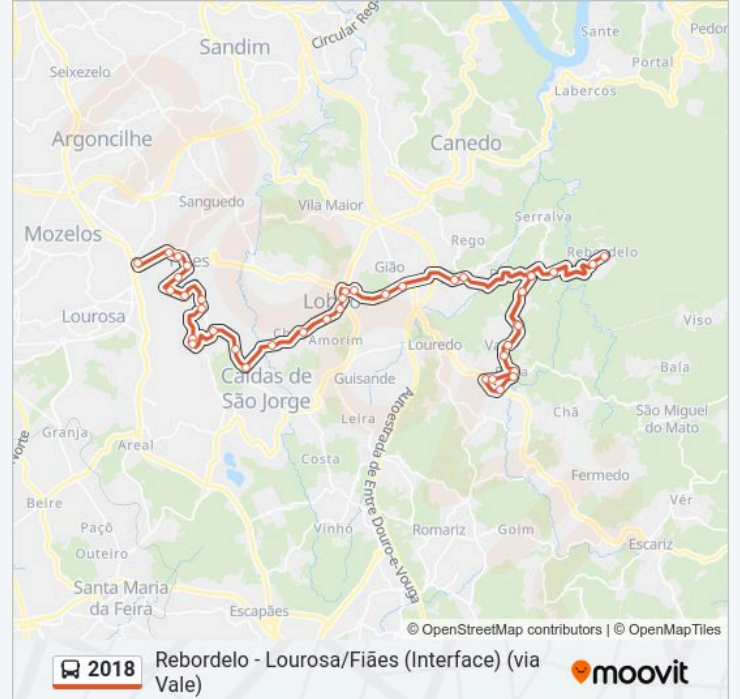 Sandim
Circular Reg
Sante
Pedor
Seixezelo
Portal
Labercos
Argoncilhe
Canedo
Sanguedo
Vila Maior
Serralva
Mozelos
Rego
Rebordelo
Gião
Lourosa
Viso
Amorim
Louredo
Caldas de
São Jorge
Guisande
Baía
Leira
Chã
São Miguel
do Mato
Granja
Areal
Norte
Autoestrada de Entre Douro-e-Vouga
Costa
Fermedo
Beire
Vér
Paçô
Vinhó
Romariz
Goim
Outeiro
Escariz
Santa Maria
da Feira
Escapães
© OpenStreetMap contributors | © OpenMapTiles
2018
Rebordelo - Lourosa/Fiães (Interface) (via
Vale)
moovit